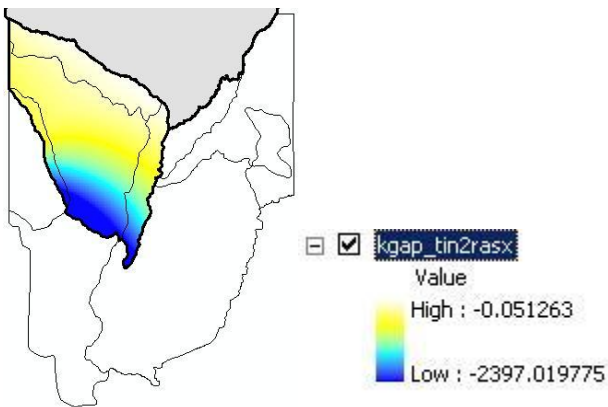 kgap_tin2rasx
Value
High : -0.051263
Low : -2397.019775